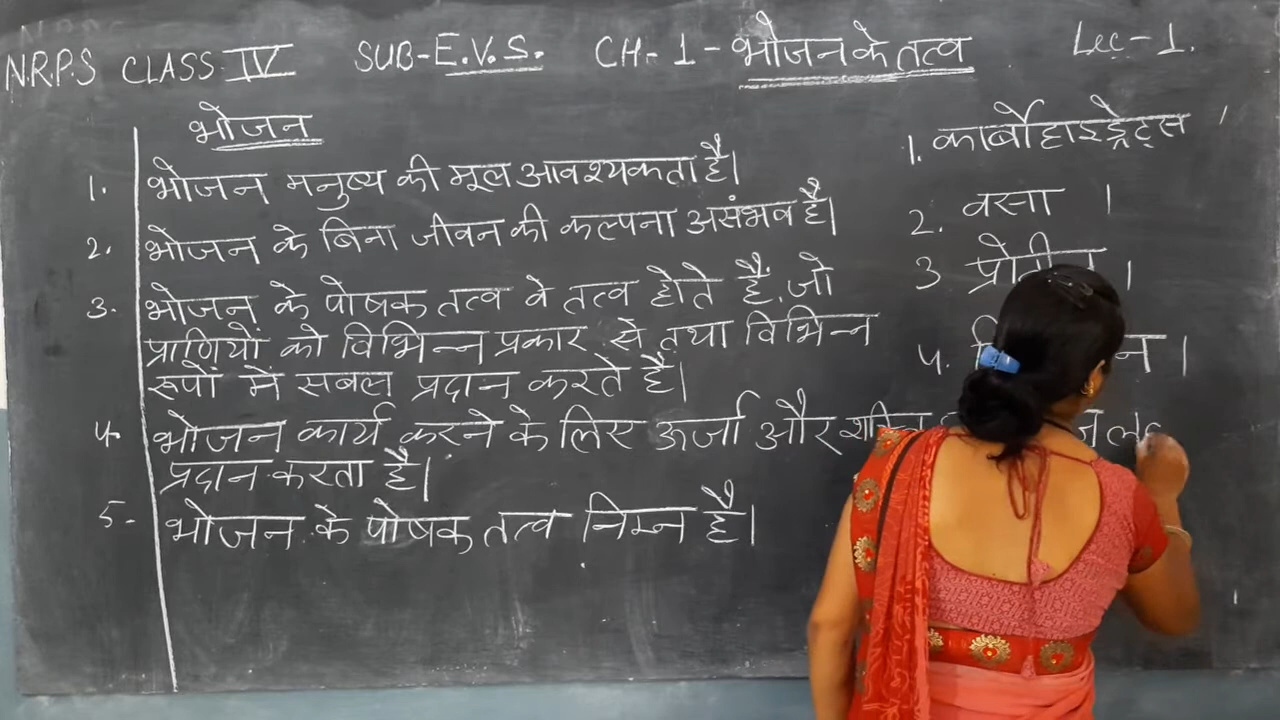 N.R.P.S CLASS IV SUB-E.V.S. CH- 1 - भोजन के तत्व Lec-1.
भोजन
1. भोजन मनुष्य की मूल आवश्यकता है।
2. भोजन के बिना जीवन की कल्पना असंभव है।
3. भोजन के पोषक तत्व वे तत्व होते है. जो
प्राणियों को विभिन्न प्रकार से तथा विभिन्न
रूपों में सबल प्रदान करते है।
4. भोजन कार्य करने के लिए ऊर्जा और
प्रदान करता है।
5- भोजन के पोषक तत्व निम्न है।
1. कार्बोहाइड्रेट्स
2. वसा ।
3 प्रोटीन ।
4.